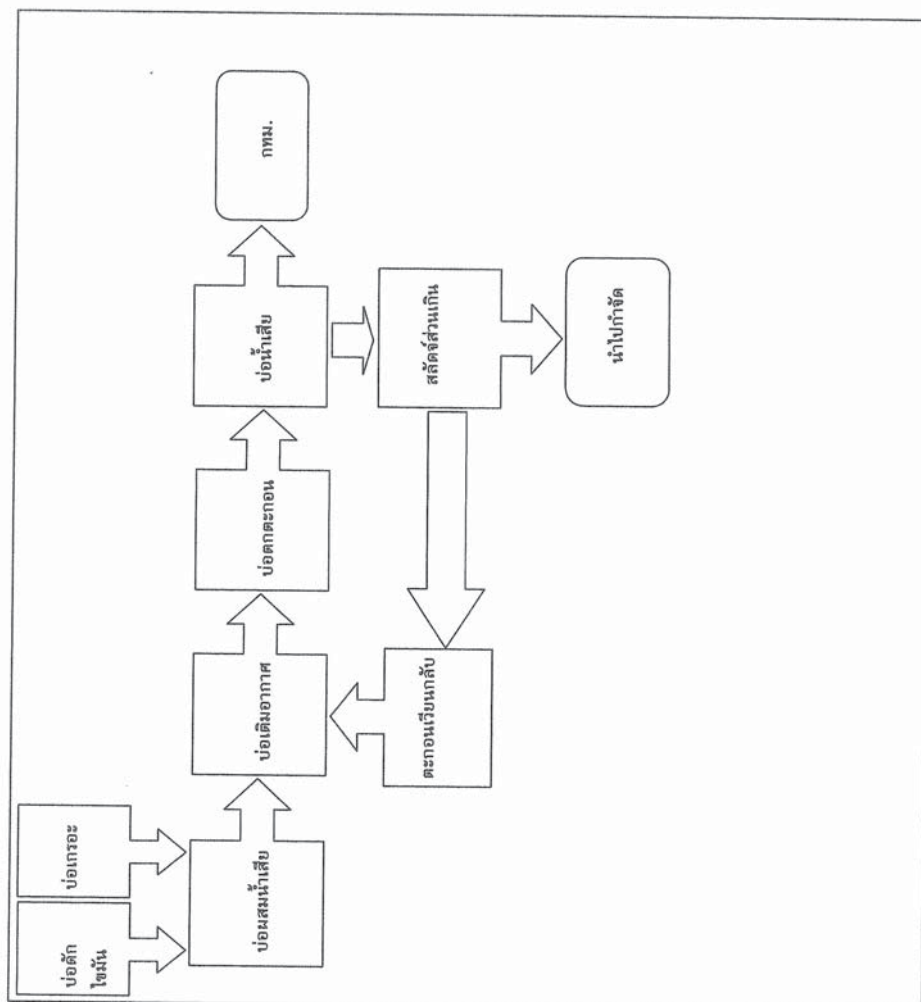 บ่อดัก
ไขมัน
บ่อเกรอะ
บ่อผสมน้ำเสีย
บ่อเติมอากาศ
บ่อตกตะกอน
บ่อน้ำเสีย
กทม.
ตะกอนเวียนกลับ
สลัดจ์ส่วนเกิน
นำไปกำจัด